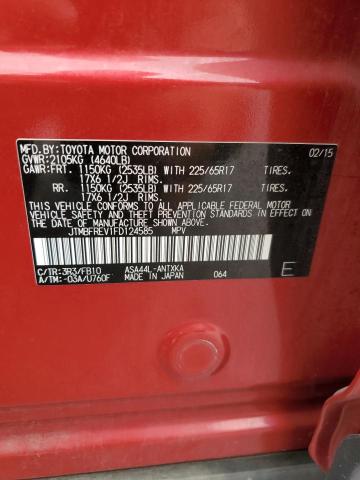 MFD.BY:TOYOTA MOTOR CORPORATION 02/15
GVWR:2105KG (4640LB)
GAWR:FRT. 1150KG (2535LB) WITH 225/65R17 TIRES.
17X6 1/2J RIMS.
RR. 1150KG (2535LB) WITH 225/65R17 TIRES.
17X6 1/2J RIMS.
THIS VEHICLE CONFORMS TO ALL APPLICABLE FEDERAL MOTOR
VEHICLE SAFETY AND THEFT PREVENTION STANDARDS IN EFFECT
ON THE DATE OF MANUFACTURE SHOWN ABOVE.
JTMBFREV1FD124585 MPV
C/TR:3R3/FB10 ASA44L-ANTXKA
A/TM:-03A/U760F MADE IN JAPAN 064 E